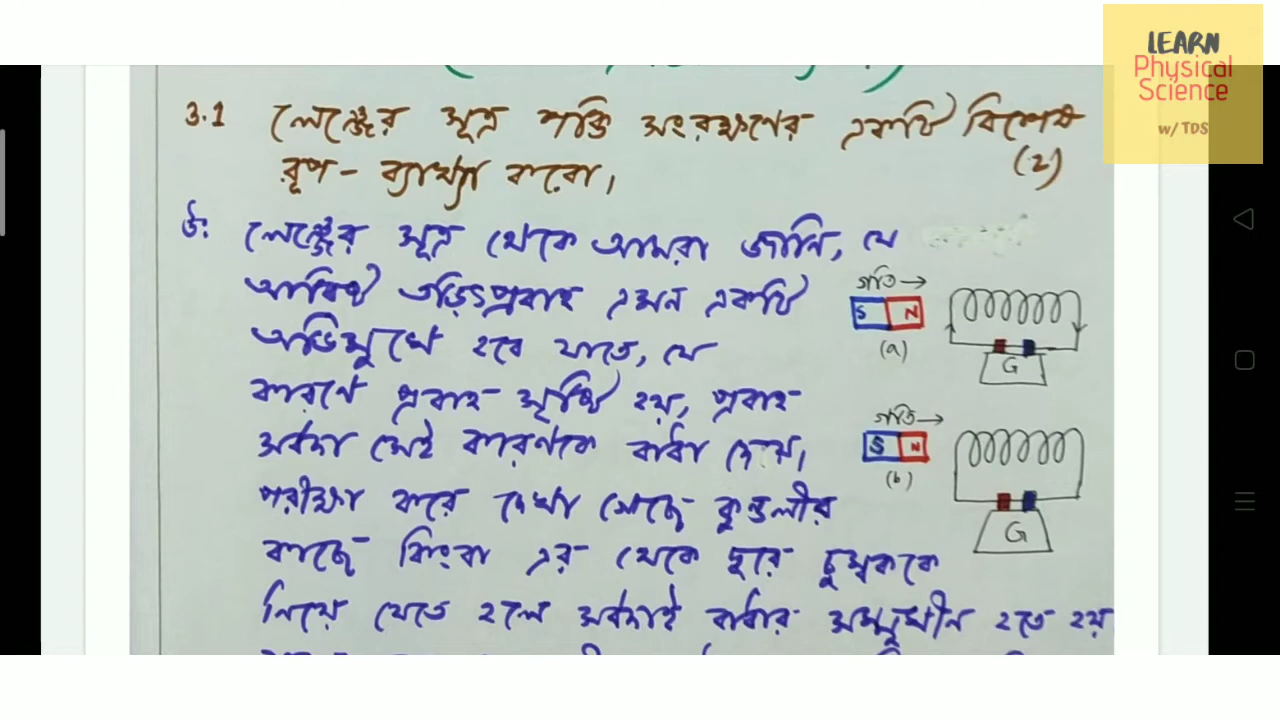 LEARN
Physical
Science
w/ TDS
3.1 লেঞ্জের সূত্র শক্তি সংরক্ষণের একটি বিশেষ
রূপ - ব্যাখ্যা করো। (2)
উঃ লেঞ্জের সূত্র থেকে আমরা জানি, যে
আবিষ্ট তড়িৎপ্রবাহ এমন একটি
অভিমুখে হবে যাতে, যে
কারণে প্রবাহ সৃষ্টি হয়, প্রবাহ
সর্বদা সেই কারণকে বাধা দেয়।
পরীক্ষা করে দেখা গেছে কুণ্ডলীর
কাছে কিংবা এর থেকে দূরে চুম্বককে
নিয়ে যেতে হলে সর্বদাই বাধার সম্মুখীন হতে হয়
গতি →
S N
(a)
G
গতি →
S N
(b)
G